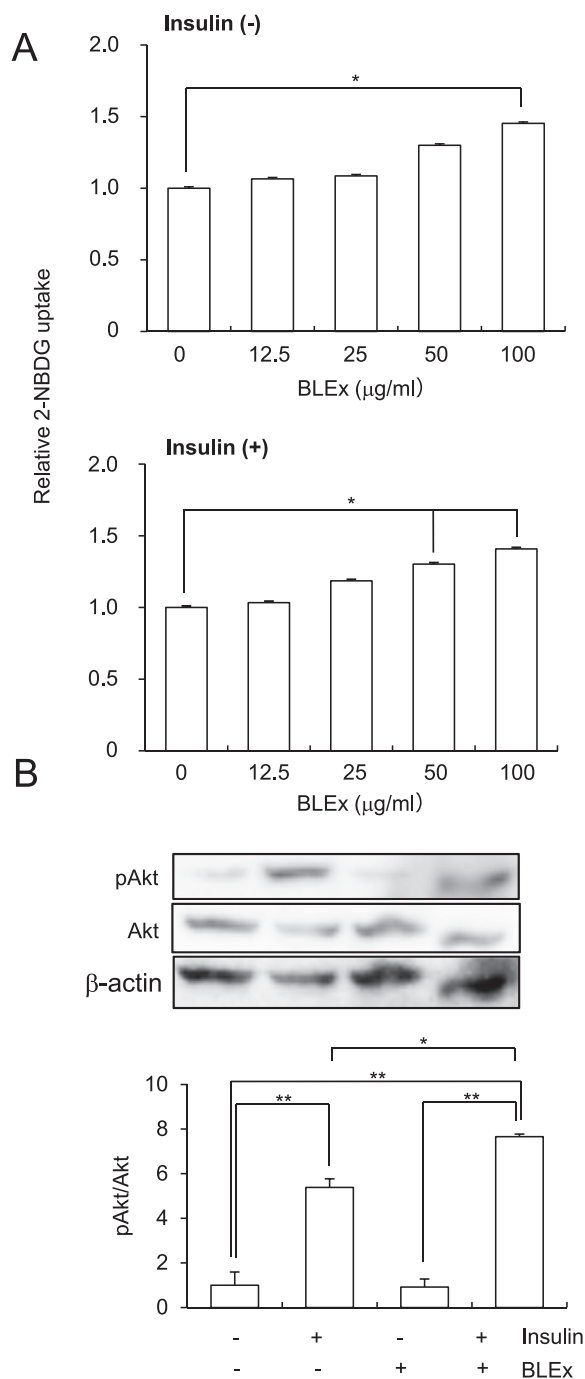 A
Insulin (-)
2.0
*
1.5
1.0
0.5
0
0 12.5 25 50 100
BLEx (μg/ml)
Relative 2-NBDG uptake
Insulin (+)
2.0
*
1.5
1.0
0.5
0
0 12.5 25 50 100
BLEx (μg/ml)
B
pAkt
Akt
β-actin
*
**
** **
10
8
6
4
2
0
pAkt/Akt
- + - + Insulin
- - + + BLEx